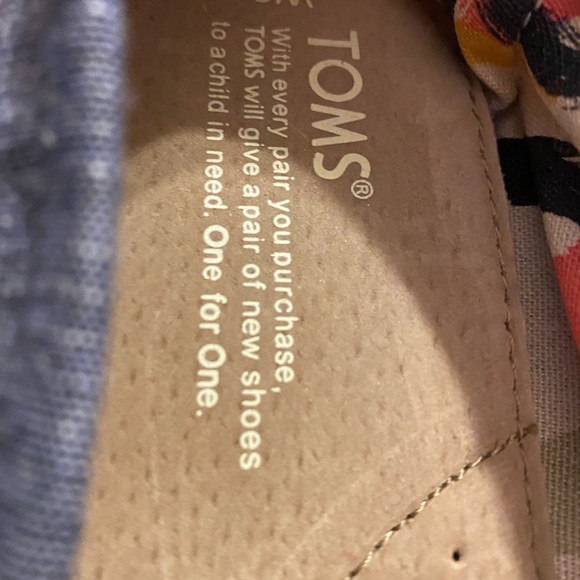 TOMS®
With every pair you purchase,
TOMS will give a pair of new shoes
to a child in need. One for One.